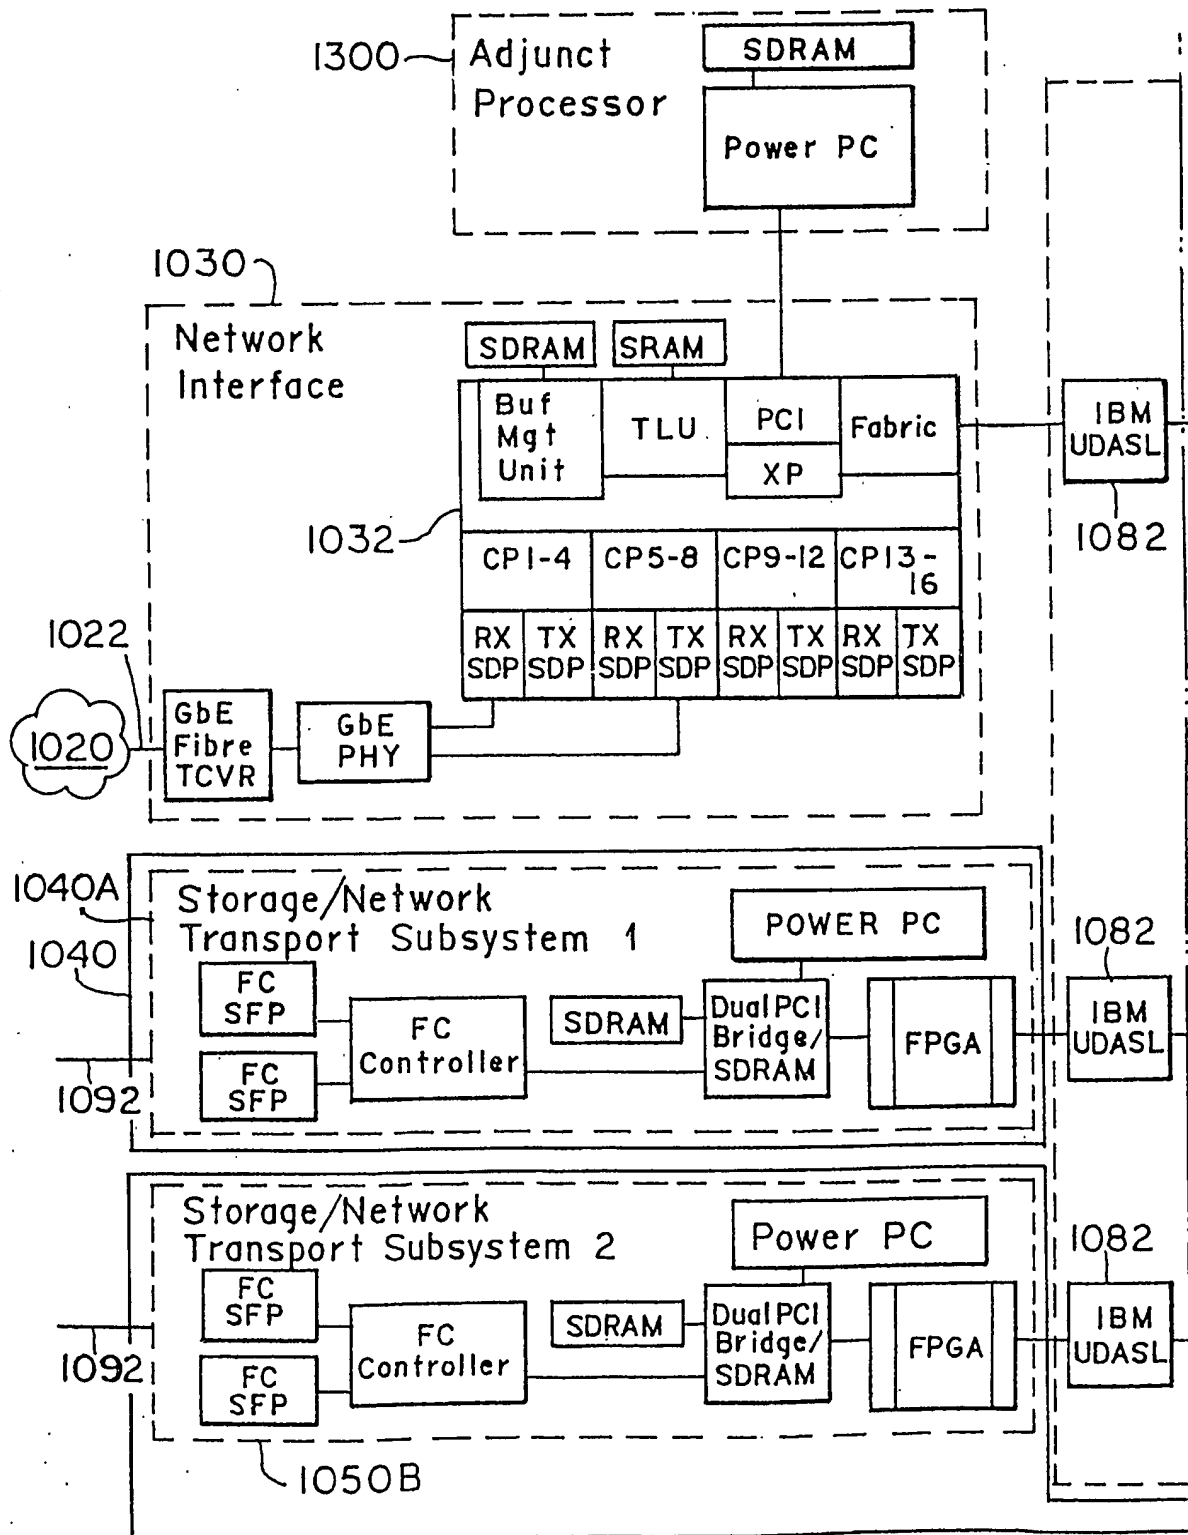 1300
Adjunct
Processor
SDRAM
Power PC
1030
Network
Interface
SDRAM
SRAM
Buf
Mgt
Unit
TLU
PCI
XP
Fabric
IBM
UDASL
1082
1032
CP1-4
CP5-8
CP9-12
CP13-
16
RX
SDP
TX
SDP
RX
SDP
TX
SDP
RX
SDP
TX
SDP
RX
SDP
TX
SDP
1022
1020
GbE
Fibre
TCVR
GbE
PHY
1040A
1040
Storage/Network
Transport Subsystem 1
POWER PC
FC
SFP
FC
SFP
FC
Controller
SDRAM
Dual PCI
Bridge/
SDRAM
FPGA
1082
IBM
UDASL
1092
Storage/Network
Transport Subsystem 2
Power PC
FC
SFP
FC
SFP
FC
Controller
SDRAM
Dual PCI
Bridge/
SDRAM
FPGA
1082
IBM
UDASL
1092
1050B